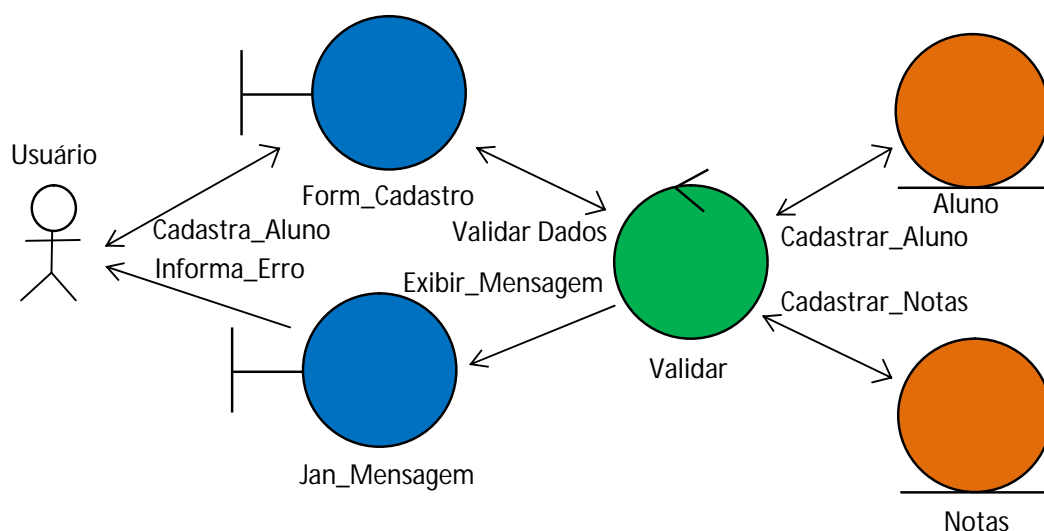 Usuário
Form_Cadastro
Aluno
Cadastra_Aluno
Validar Dados
Cadastrar_Aluno
Informa_Erro
Exibir_Mensagem
Cadastrar_Notas
Validar
Jan_Mensagem
Notas